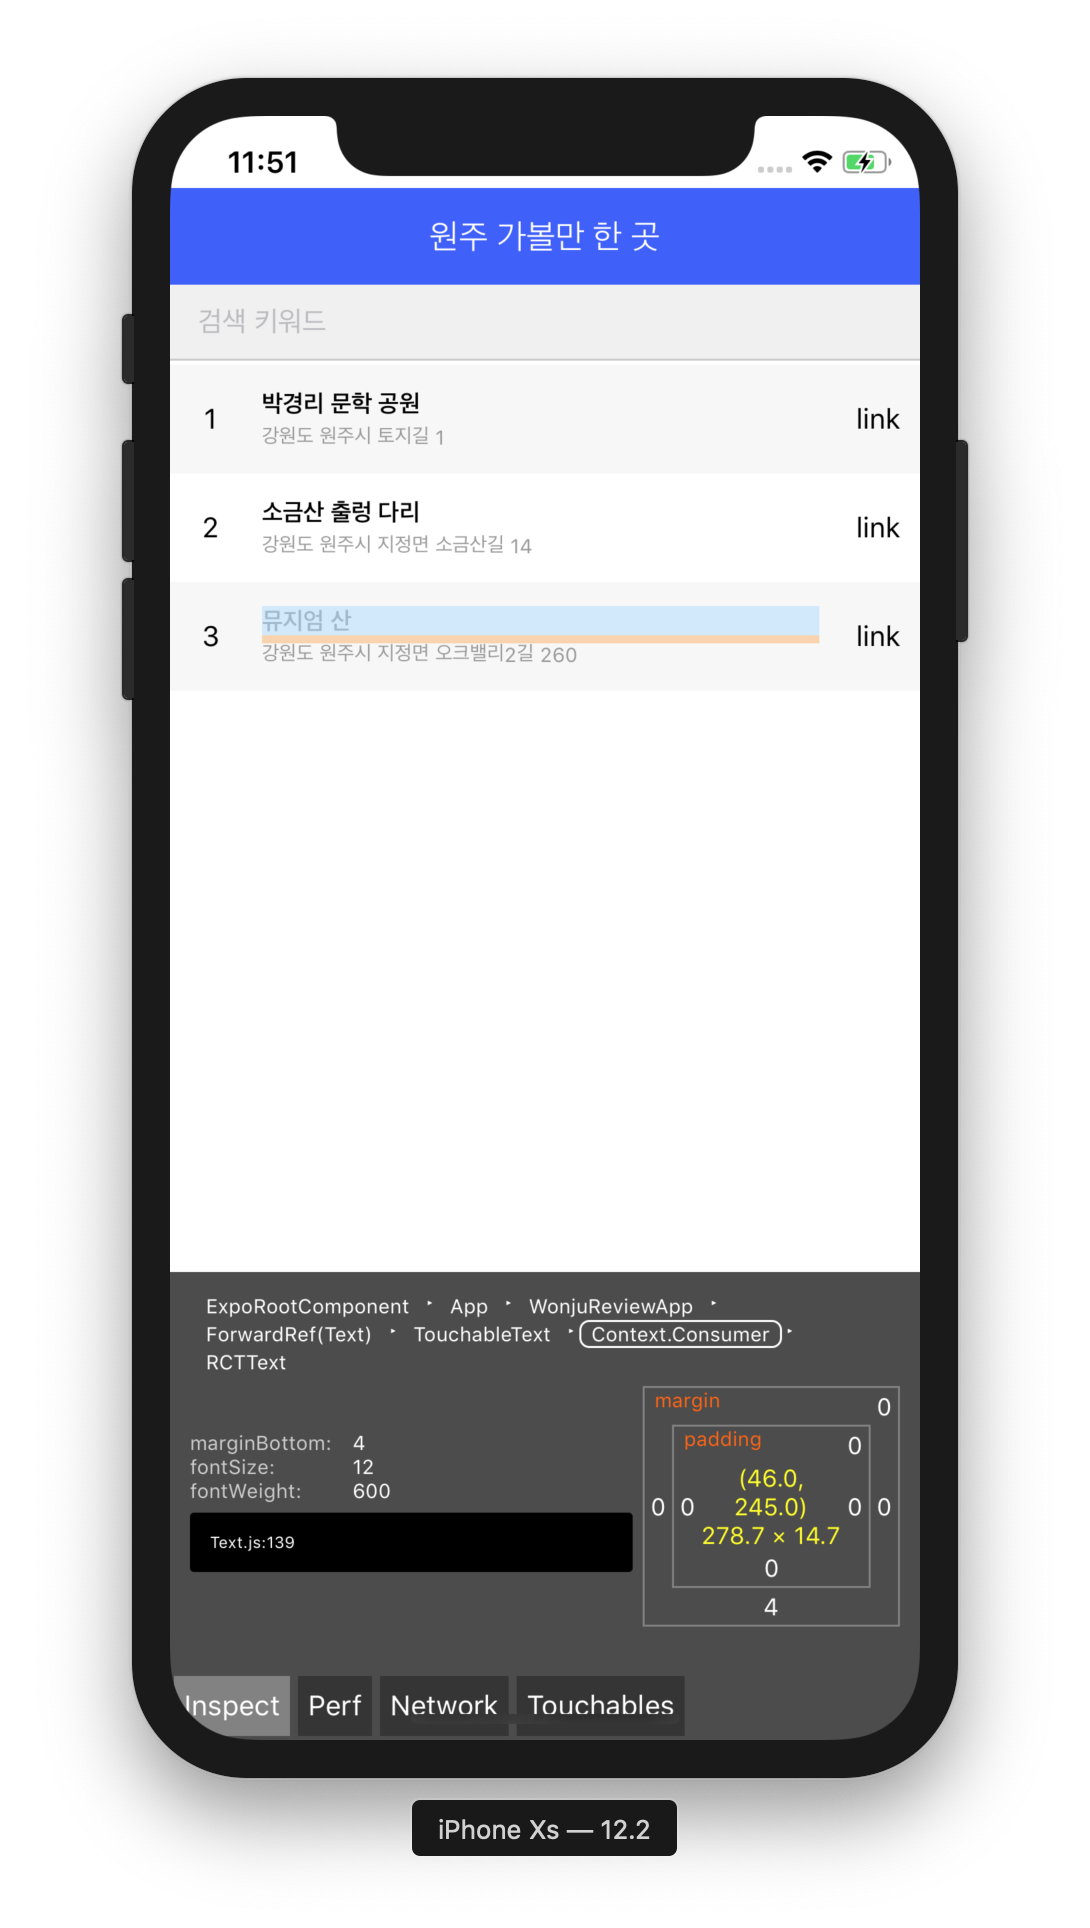 11:51
원주 가볼만 한 곳
검색 키워드
1
박경리 문학 공원
강원도 원주시 토지길 1
link
2
소금산 출렁 다리
강원도 원주시 지정면 소금산길 14
link
3
뮤지엄 산
강원도 원주시 지정면 오크밸리2길 260
link
ExpoRootComponent ‣ App ‣ WonjuReviewApp ‣
ForwardRef(Text) ‣ TouchableText ‣ Context.Consumer ‣
RCTText
marginBottom: 4
fontSize: 12
fontWeight: 600
Text.js:139
margin
0
padding
0
0
0
(46.0,
245.0)
278.7 × 14.7
0
0
0
4
Inspect
Perf
Network
Touchables
iPhone Xs — 12.2